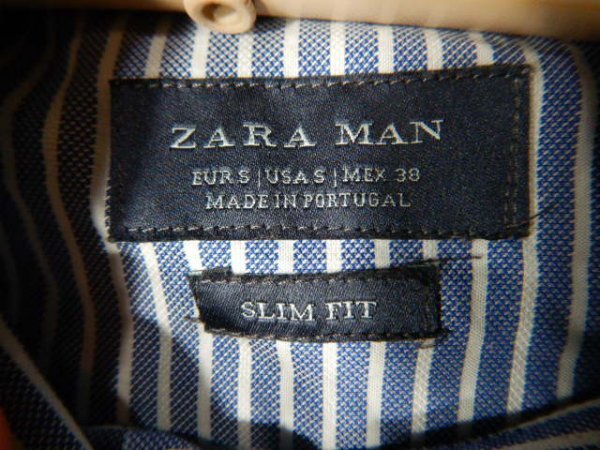 ZARA MAN
EUR S | USA S | MEX 38
MADE IN PORTUGAL
SLIM FIT